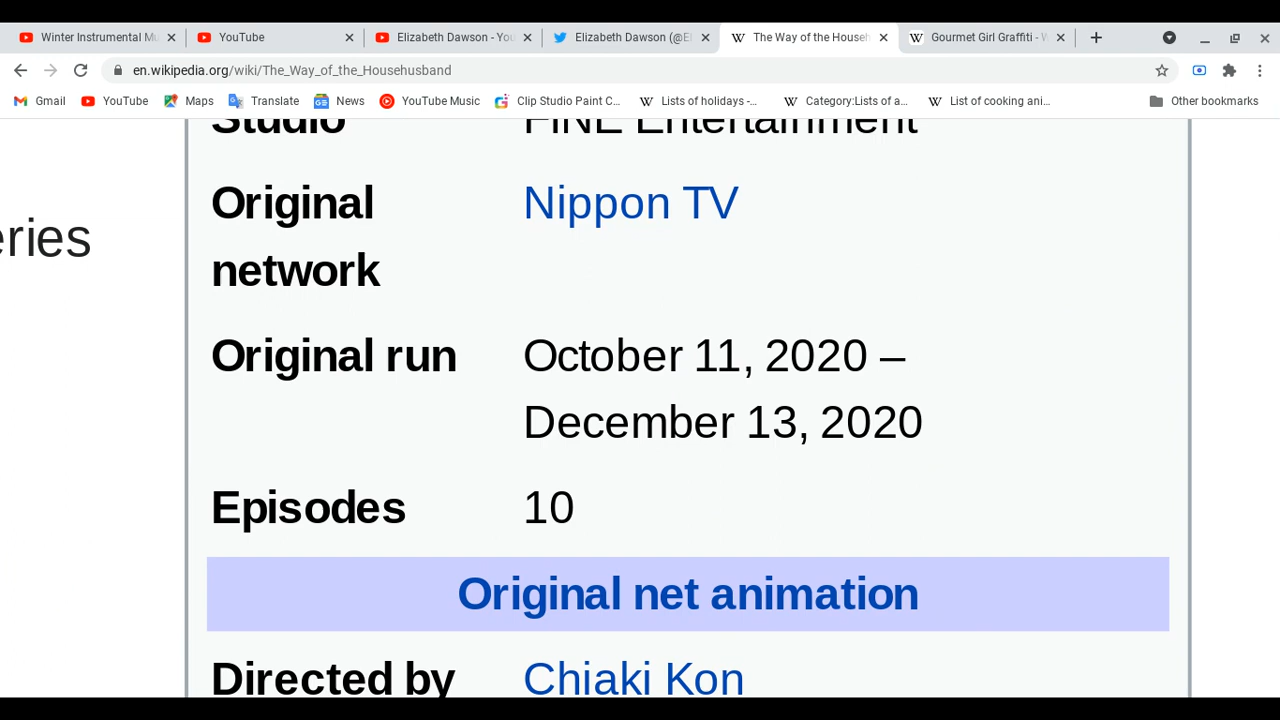 Winter Instrumental Mu
YouTube
Elizabeth Dawson - You
Elizabeth Dawson (@El
The Way of the Househ
Gourmet Girl Graffiti - W
en.wikipedia.org/wiki/The_Way_of_the_Househusband
Gmail YouTube Maps Translate News YouTube Music Clip Studio Paint C... Lists of holidays -... Category:Lists of a... List of cooking ani... Other bookmarks
Studio FINE Entertainment
Original Nippon TV
network
eries
Original run October 11, 2020 –
December 13, 2020
Episodes 10
Original net animation
Directed by Chiaki Kon